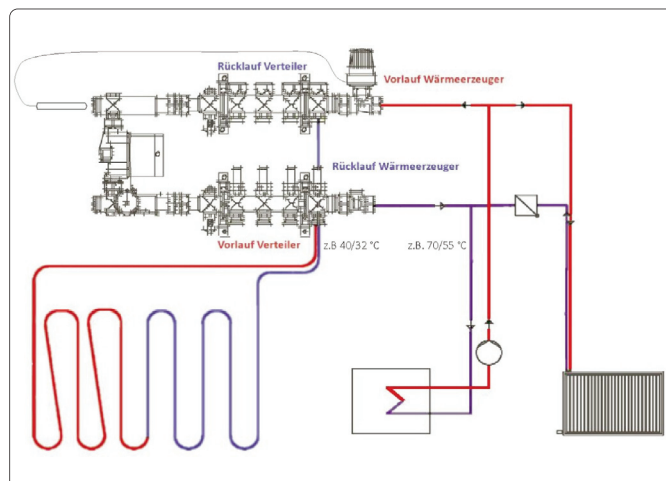 Rücklauf Verteiler
Vorlauf Wärmeerzeuger
Rücklauf Wärmeerzeuger
Vorlauf Verteiler
z.B 40/32 °C
z.B. 70/55 °C